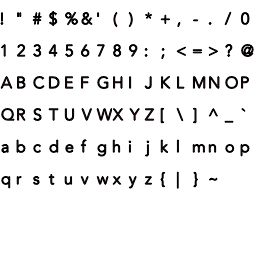 ! " # $ % & ' ( ) * + , - . / 0
1 2 3 4 5 6 7 8 9 : ; < = > ? @
A B C D E F G H I J K L M N O P
Q R S T U V W X Y Z [ \ ] ^ _ `
a b c d e f g h i j k l m n o p
q r s t u v w x y z { | } ~